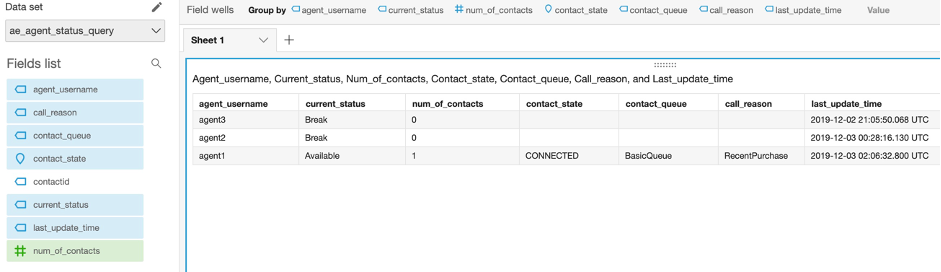 Data set
ae_agent_status_query
Fields list
agent_username
call_reason
contact_queue
contact_state
contactid
current_status
last_update_time
num_of_contacts
Field wells Group by agent_username current_status num_of_contacts contact_state contact_queue call_reason last_update_time Value
Sheet 1
Agent_username, Current_status, Num_of_contacts, Contact_state, Contact_queue, Call_reason, and Last_update_time
agent_username current_status num_of_contacts contact_state contact_queue call_reason last_update_time
agent3 Break 0 2019-12-02 21:05:50.068 UTC
agent2 Break 0 2019-12-03 00:28:16.130 UTC
agent1 Available 1 CONNECTED BasicQueue RecentPurchase 2019-12-03 02:06:32.800 UTC